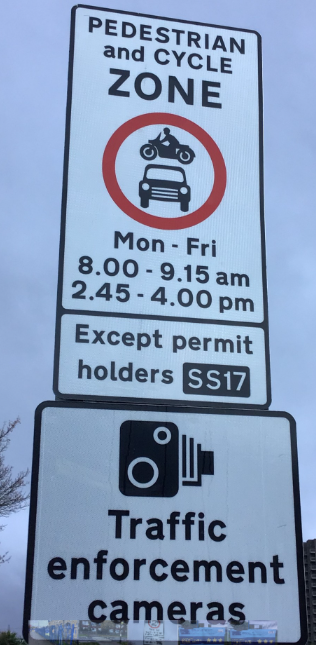 PEDESTRIAN
and CYCLE
ZONE
Mon - Fri
8.00 - 9.15 am
2.45 - 4.00 pm
Except permit
holders SS17
Traffic
enforcement
cameras